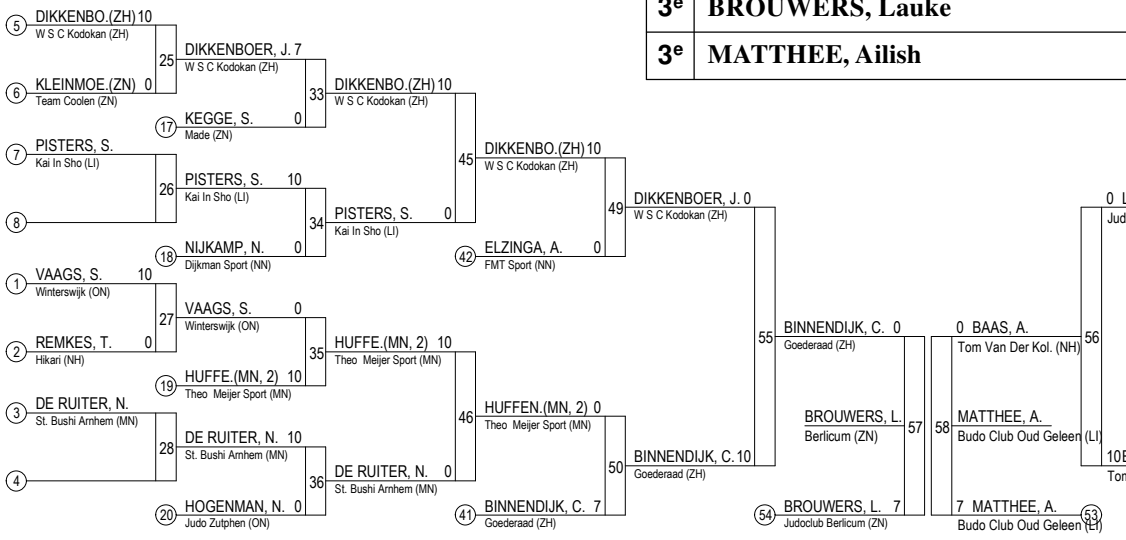 3e BROUWERS, Lauke
3e MATTHEE, Ailish
5 DIKKENBO.(ZH) 10
W S C Kodokan (ZH)
25
6 KLEINMOE.(ZN) 0
Team Coolen (ZN)
DIKKENBOER, J. 7
W S C Kodokan (ZH)
33
17 KEGGE, S. 0
Made (ZN)
DIKKENBO.(ZH) 10
W S C Kodokan (ZH)
45
7 PISTERS, S.
Kai In Sho (LI)
26
8
PISTERS, S. 10
Kai In Sho (LI)
34
18 NIJKAMP, N. 0
Dijkman Sport (NN)
PISTERS, S. 0
Kai In Sho (LI)
DIKKENBO.(ZH) 10
W S C Kodokan (ZH)
49
42 ELZINGA, A. 0
FMT Sport (NN)
DIKKENBOER, J. 0
W S C Kodokan (ZH)
55
1 VAAGS, S. 10
Winterswijk (ON)
27
2 REMKES, T. 0
Hikari (NH)
VAAGS, S. 0
Winterswijk (ON)
35
19 HUFFE.(MN, 2) 10
Theo Meijer Sport (MN)
HUFFE.(MN, 2) 10
Theo Meijer Sport (MN)
46
3 DE RUITER, N.
St. Bushi Arnhem (MN)
28
4
DE RUITER, N. 10
St. Bushi Arnhem (MN)
36
20 HOGENMAN, N. 0
Judo Zutphen (ON)
DE RUITER, N. 0
St. Bushi Arnhem (MN)
HUFFEN.(MN, 2) 0
Theo Meijer Sport (MN)
50
41 BINNENDIJK, C. 7
Goederaad (ZH)
BINNENDIJK, C. 10
Goederaad (ZH)
BINNENDIJK, C. 0
Goederaad (ZH)
BROUWERS, L.
Berlicum (ZN)
57
54 BROUWERS, L. 7
Judoclub Berlicum (ZN)
0 BAAS, A.
Tom Van Der Kol. (NH)
56
58
MATTHEE, A.
Budo Club Oud Geleen (LI)
7 MATTHEE, A.
53
Budo Club Oud Geleen (LI)
0 L
Jud
10
Tom